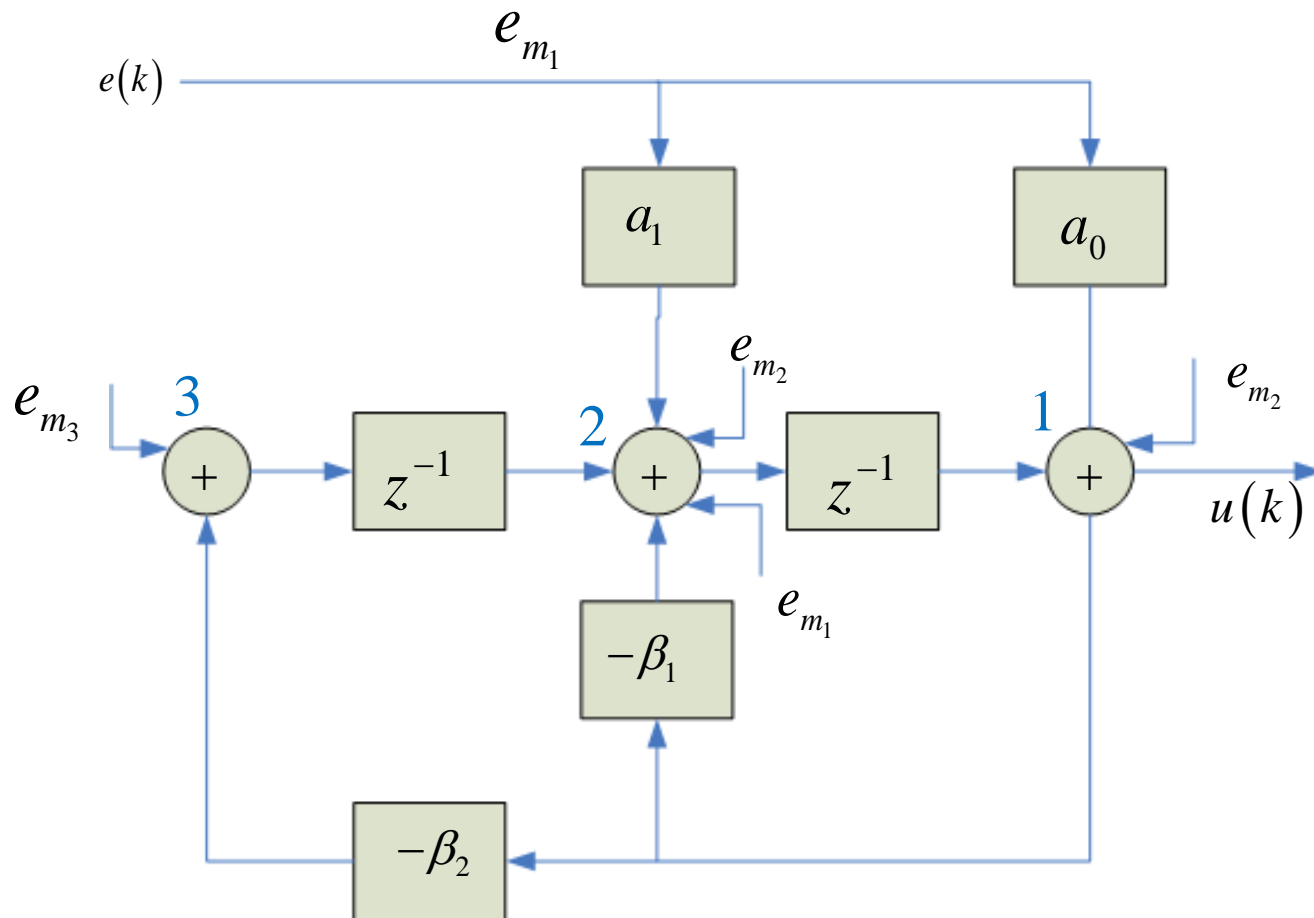 e_{m_1}
e(k)
a_1
a_0
e_{m_2}
e_{m_2}
e_{m_3}
3
2
1
+
z^{-1}
+
z^{-1}
+
u(k)
e_{m_1}
-β_1
-β_2